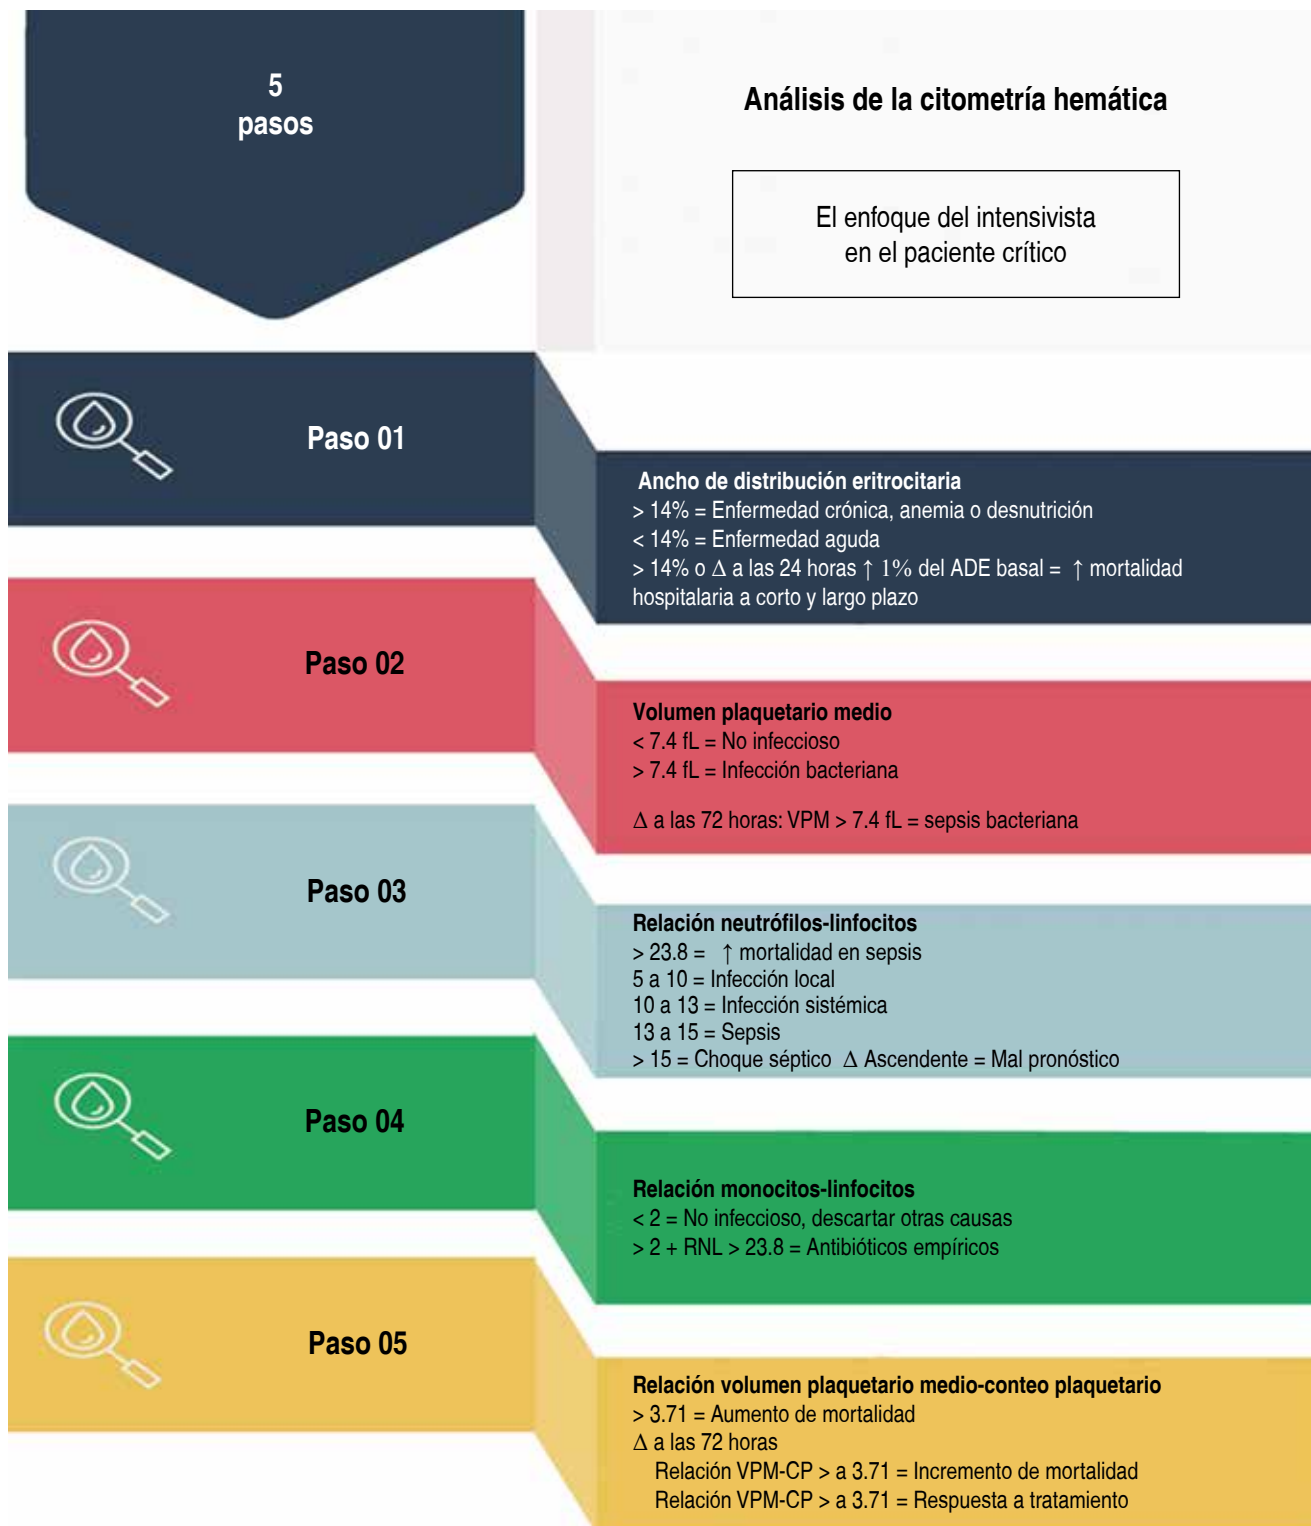 5
pasos
Análisis de la citometría hemática
El enfoque del intensivista
en el paciente crítico
Paso 01
Ancho de distribución eritrocitaria
> 14% = Enfermedad crónica, anemia o desnutrición
< 14% = Enfermedad aguda
> 14% o Δ a las 24 horas ↑ 1% del ADE basal = ↑ mortalidad
hospitalaria a corto y largo plazo
Paso 02
Volumen plaquetario medio
< 7.4 fL = No infeccioso
> 7.4 fL = Infección bacteriana
Δ a las 72 horas: VPM > 7.4 fL = sepsis bacteriana
Paso 03
Relación neutrófilos-linfocitos
> 23.8 = ↑ mortalidad en sepsis
5 a 10 = Infección local
10 a 13 = Infección sistémica
13 a 15 = Sepsis
> 15 = Choque séptico Δ Ascendente = Mal pronóstico
Paso 04
Relación monocitos-linfocitos
< 2 = No infeccioso, descartar otras causas
> 2 + RNL > 23.8 = Antibióticos empíricos
Paso 05
Relación volumen plaquetario medio-conteo plaquetario
> 3.71 = Aumento de mortalidad
Δ a las 72 horas
Relación VPM-CP > a 3.71 = Incremento de mortalidad
Relación VPM-CP > a 3.71 = Respuesta a tratamiento